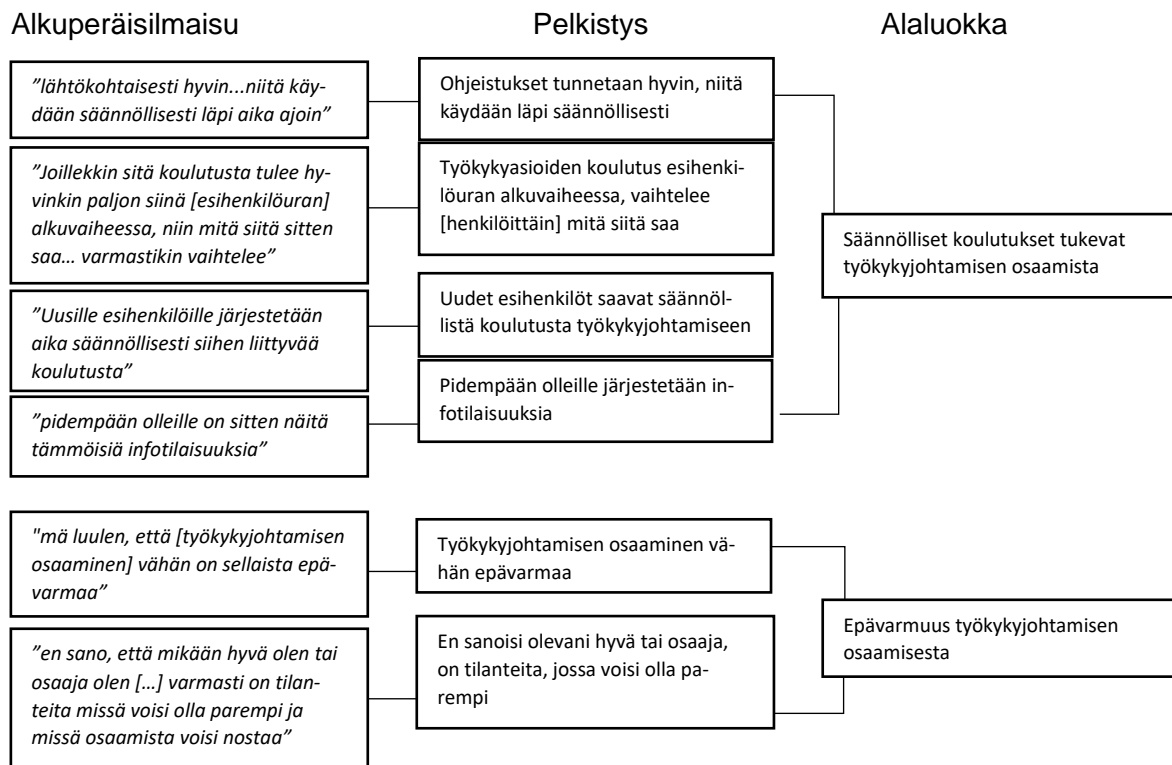 Alkuperäisilmaisu
Pelkistys
Alaluokka
”lähtökohtaisesti hyvin...niitä käy-
dään säännöllisesti läpi aika ajoin”
Ohjeistukset tunnetaan hyvin, niitä
käydään läpi säännöllisesti
”Joillekkin sitä koulutusta tulee hy-
vinkin paljon siinä [esihenkilöuran]
alkuvaiheessa, niin mitä siitä sitten
saa… varmastikin vaihtelee”
Työkykyasioiden koulutus esihenki-
löuran alkuvaiheessa, vaihtelee
[henkilöittäin] mitä siitä saa
Säännölliset koulutukset tukevat
työkykyjohtamisen osaamista
”Uusille esihenkilöille järjestetään
aika säännöllisesti siihen liittyvää
koulutusta”
Uudet esihenkilöt saavat säännöl-
listä koulutusta työkykyjohtamiseen
”pidempään olleille on sitten näitä
tämmöisiä infotilaisuuksia”
Pidempään olleille järjestetään in-
fotilaisuuksia
"mä luulen, että [työkykyjohtamisen
osaaminen] vähän on sellaista epä-
varmaa”
Työkykyjohtamisen osaaminen vä-
hän epävarmaa
”en sano, että mikään hyvä olen tai
osaaja olen […] varmasti on tilan-
teita missä voisi olla parempi ja
missä osaamista voisi nostaa”
En sanoisi olevani hyvä tai osaaja,
on tilanteita, jossa voisi olla pa-
rempi
Epävarmuus työkykyjohtamisen
osaamisesta